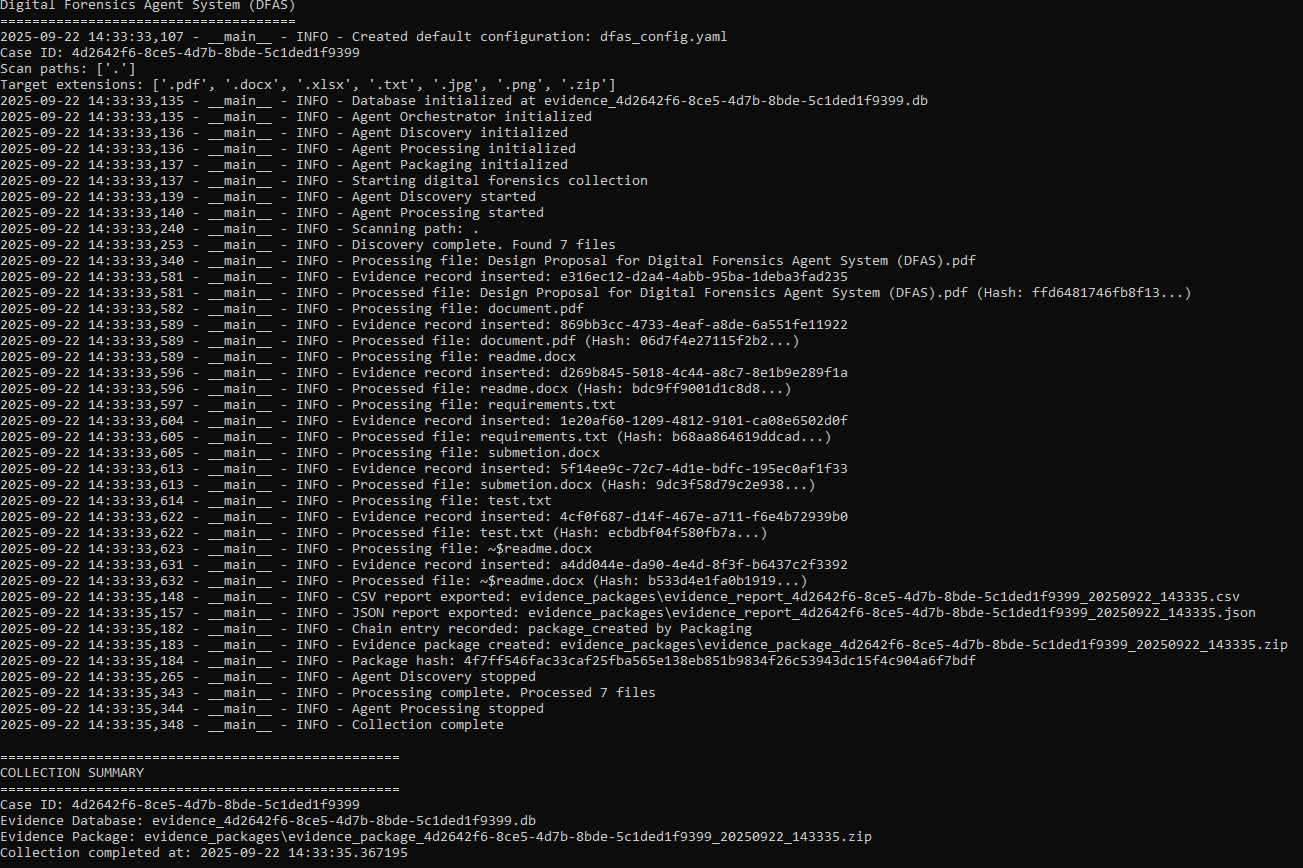 Digital Forensics Agent System (DFAS)
=====================================
2025-09-22 14:33:33,107 - __main__ - INFO - Created default configuration: dfas_config.yaml
Case ID: 4d2642f6-8ce5-4d7b-8bde-5c1ded1f9399
Scan paths: ['.']
Target extensions: ['.pdf', '.docx', '.xlsx', '.txt', '.jpg', '.png', '.zip']
2025-09-22 14:33:33,135 - __main__ - INFO - Database initialized at evidence_4d2642f6-8ce5-4d7b-8bde-5c1ded1f9399.db
2025-09-22 14:33:33,135 - __main__ - INFO - Agent Orchestrator initialized
2025-09-22 14:33:33,136 - __main__ - INFO - Agent Discovery initialized
2025-09-22 14:33:33,136 - __main__ - INFO - Agent Processing initialized
2025-09-22 14:33:33,137 - __main__ - INFO - Agent Packaging initialized
2025-09-22 14:33:33,137 - __main__ - INFO - Starting digital forensics collection
2025-09-22 14:33:33,139 - __main__ - INFO - Agent Discovery started
2025-09-22 14:33:33,140 - __main__ - INFO - Agent Processing started
2025-09-22 14:33:33,240 - __main__ - INFO - Scanning path: .
2025-09-22 14:33:33,253 - __main__ - INFO - Discovery complete. Found 7 files
2025-09-22 14:33:33,340 - __main__ - INFO - Processing file: Design Proposal for Digital Forensics Agent System (DFAS).pdf
2025-09-22 14:33:33,581 - __main__ - INFO - Evidence record inserted: e316ec12-d2a4-4abb-95ba-1deba3fad235
2025-09-22 14:33:33,581 - __main__ - INFO - Processed file: Design Proposal for Digital Forensics Agent System (DFAS).pdf (Hash: ffd6481746fb8f13...)
2025-09-22 14:33:33,582 - __main__ - INFO - Processing file: document.pdf
2025-09-22 14:33:33,589 - __main__ - INFO - Evidence record inserted: 869bb3cc-4733-4eaf-a8de-6a551fe11922
2025-09-22 14:33:33,589 - __main__ - INFO - Processed file: document.pdf (Hash: 06d7f4e27115f2b2...)
2025-09-22 14:33:33,589 - __main__ - INFO - Processing file: readme.docx
2025-09-22 14:33:33,596 - __main__ - INFO - Evidence record inserted: d269b845-5018-4c44-a8c7-8e1b9e289f1a
2025-09-22 14:33:33,596 - __main__ - INFO - Processed file: readme.docx (Hash: bdc9ff9001d1c8d8...)
2025-09-22 14:33:33,597 - __main__ - INFO - Processing file: requirements.txt
2025-09-22 14:33:33,604 - __main__ - INFO - Evidence record inserted: 1e20af60-1209-4812-9101-ca08e6502d0f
2025-09-22 14:33:33,605 - __main__ - INFO - Processed file: requirements.txt (Hash: b68aa864619ddcad...)
2025-09-22 14:33:33,605 - __main__ - INFO - Processing file: submetion.docx
2025-09-22 14:33:33,613 - __main__ - INFO - Evidence record inserted: 5f14ee9c-72c7-4d1e-bdfc-195ec0af1f33
2025-09-22 14:33:33,613 - __main__ - INFO - Processed file: submetion.docx (Hash: 9dc3f58d79c2e938...)
2025-09-22 14:33:33,614 - __main__ - INFO - Processing file: test.txt
2025-09-22 14:33:33,622 - __main__ - INFO - Evidence record inserted: 4cf0f687-d14f-467e-a711-f6e4b72939b0
2025-09-22 14:33:33,622 - __main__ - INFO - Processed file: test.txt (Hash: ecbdbf04f580fb7a...)
2025-09-22 14:33:33,623 - __main__ - INFO - Processing file: ~$readme.docx
2025-09-22 14:33:33,631 - __main__ - INFO - Evidence record inserted: a4dd044e-da90-4e4d-8f3f-b6437c2f3392
2025-09-22 14:33:33,632 - __main__ - INFO - Processed file: ~$readme.docx (Hash: b533d4e1fa0b1919...)
2025-09-22 14:33:35,148 - __main__ - INFO - CSV report exported: evidence_packages\evidence_report_4d2642f6-8ce5-4d7b-8bde-5c1ded1f9399_20250922_143335.csv
2025-09-22 14:33:35,157 - __main__ - INFO - JSON report exported: evidence_packages\evidence_report_4d2642f6-8ce5-4d7b-8bde-5c1ded1f9399_20250922_143335.json
2025-09-22 14:33:35,182 - __main__ - INFO - Chain entry recorded: package_created by Packaging
2025-09-22 14:33:35,183 - __main__ - INFO - Evidence package created: evidence_packages\evidence_package_4d2642f6-8ce5-4d7b-8bde-5c1ded1f9399_20250922_143335.zip
2025-09-22 14:33:35,184 - __main__ - INFO - Package hash: 4f7ff546fac33caf25fba565e138eb851b9834f26c53943dc15f4c904a6f7bdf
2025-09-22 14:33:35,265 - __main__ - INFO - Agent Discovery stopped
2025-09-22 14:33:35,343 - __main__ - INFO - Processing complete. Processed 7 files
2025-09-22 14:33:35,344 - __main__ - INFO - Agent Processing stopped
2025-09-22 14:33:35,348 - __main__ - INFO - Collection complete
==================================================
COLLECTION SUMMARY
==================================================
Case ID: 4d2642f6-8ce5-4d7b-8bde-5c1ded1f9399
Evidence Database: evidence_4d2642f6-8ce5-4d7b-8bde-5c1ded1f9399.db
Evidence Package: evidence_packages\evidence_package_4d2642f6-8ce5-4d7b-8bde-5c1ded1f9399_20250922_143335.zip
Collection completed at: 2025-09-22 14:33:35.367195